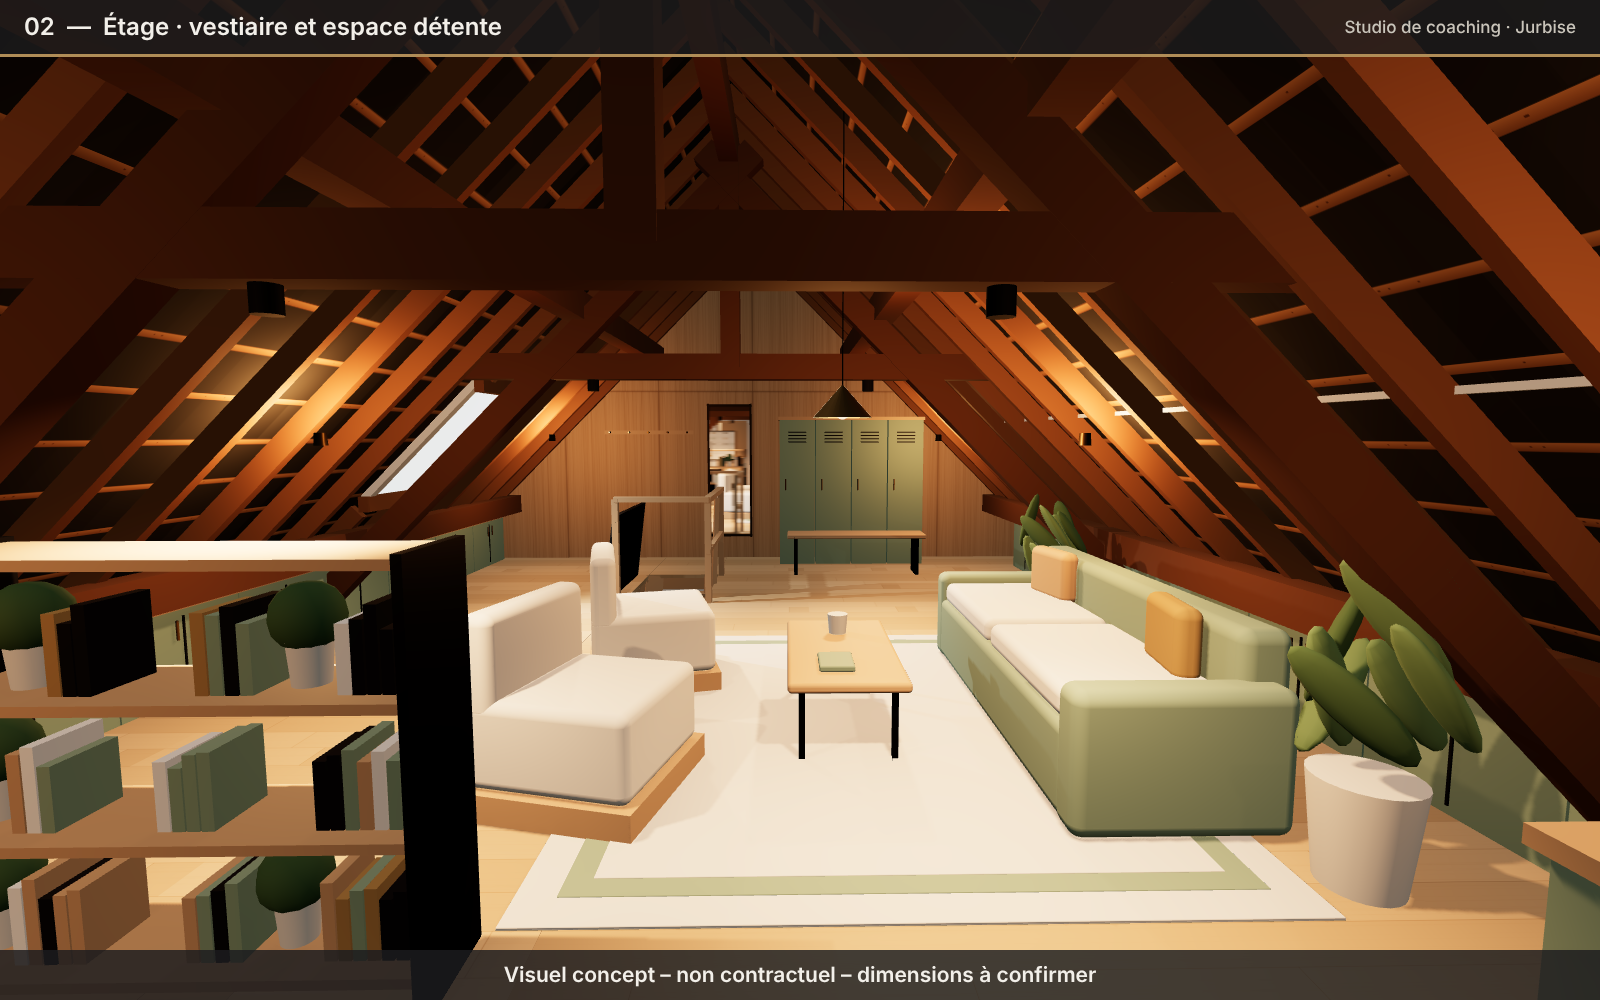 02 — Étage · vestiaire et espace détente
Studio de coaching · Jurbise
Visuel concept – non contractuel – dimensions à confirmer